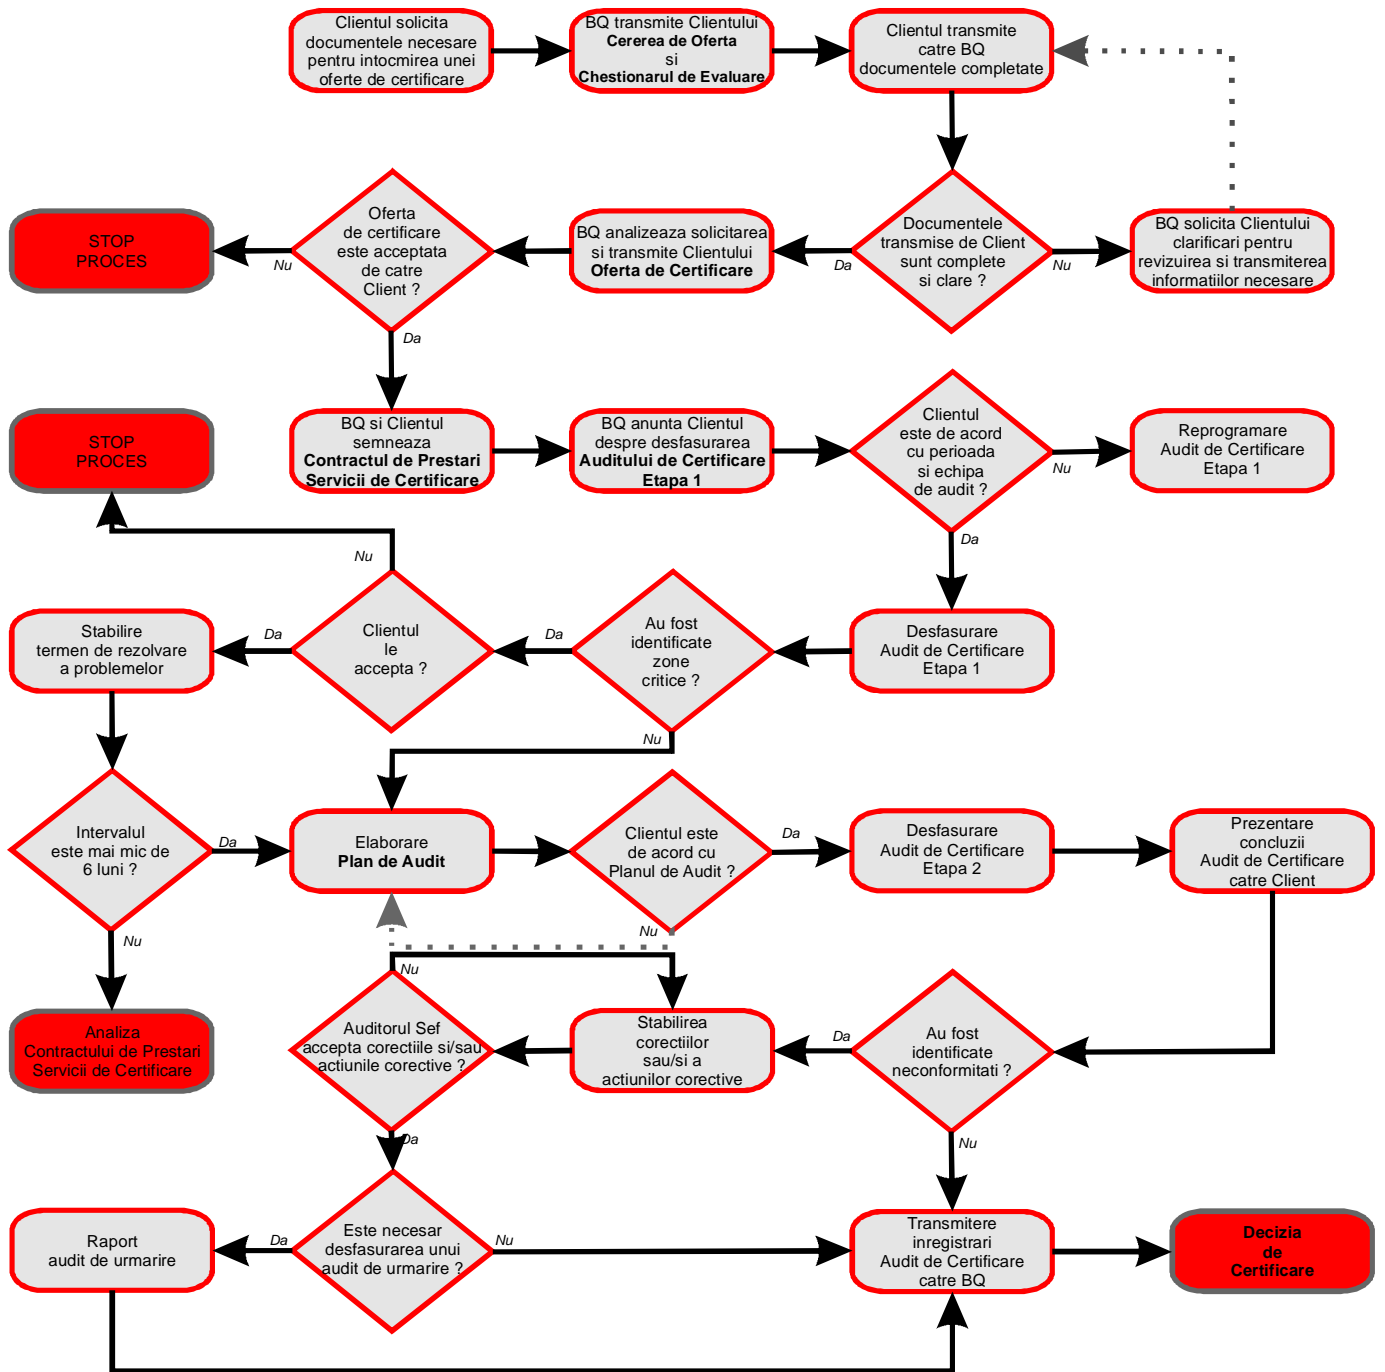 Clientul solicita
documentele necesare
pentru intocmirea unei
oferte de certificare
BQ transmite Clientului
Cererea de Oferta
si
Chestionarul de Evaluare
Clientul transmite
catre BQ
documentele completate
STOP
PROCES
Nu
Oferta
de certificare
este acceptata
de catre
Client ?
Da
BQ analizeaza solicitarea
si transmite Clientului
Oferta de Certificare
Da
Documentele
transmise de Client
sunt complete
si clare ?
Nu
BQ solicita Clientului
clarificari pentru
revizuirea si transmiterea
informatiilor necesare
STOP
PROCES
BQ si Clientul
semneaza
Contractul de Prestari
Servicii de Certificare
BQ anunta Clientul
despre desfasurarea
Auditului de Certificare
Etapa 1
Clientul
este de acord
cu perioada
si echipa
de audit ?
Nu
Da
Reprogramare
Audit de Certificare
Etapa 1
Nu
Stabilire
termen de rezolvare
a problemelor
Da
Clientul
le
accepta ?
Da
Au fost
identificate
zone
critice ?
Nu
Desfasurare
Audit de Certificare
Etapa 1
Intervalul
este mai mic de
6 luni ?
Da
Nu
Elaborare
Plan de Audit
Clientul este
de acord cu
Planul de Audit ?
Da
Nu
Desfasurare
Audit de Certificare
Etapa 2
Prezentare
concluzii
Audit de Certificare
catre Client
Analiza
Contractului de Prestari
Servicii de Certificare
Nu
Auditorul Sef
accepta corectiile si/sau
actiunile corective ?
Da
Stabilirea
corectiilor
sau/si a
actiunilor corective
Da
Au fost
identificate
neconformitati ?
Nu
Raport
audit de urmarire
Da
Este necesar
desfasurarea unui
audit de urmarire ?
Nu
Transmitere
inregistrari
Audit de Certificare
catre BQ
Decizia
de
Certificare